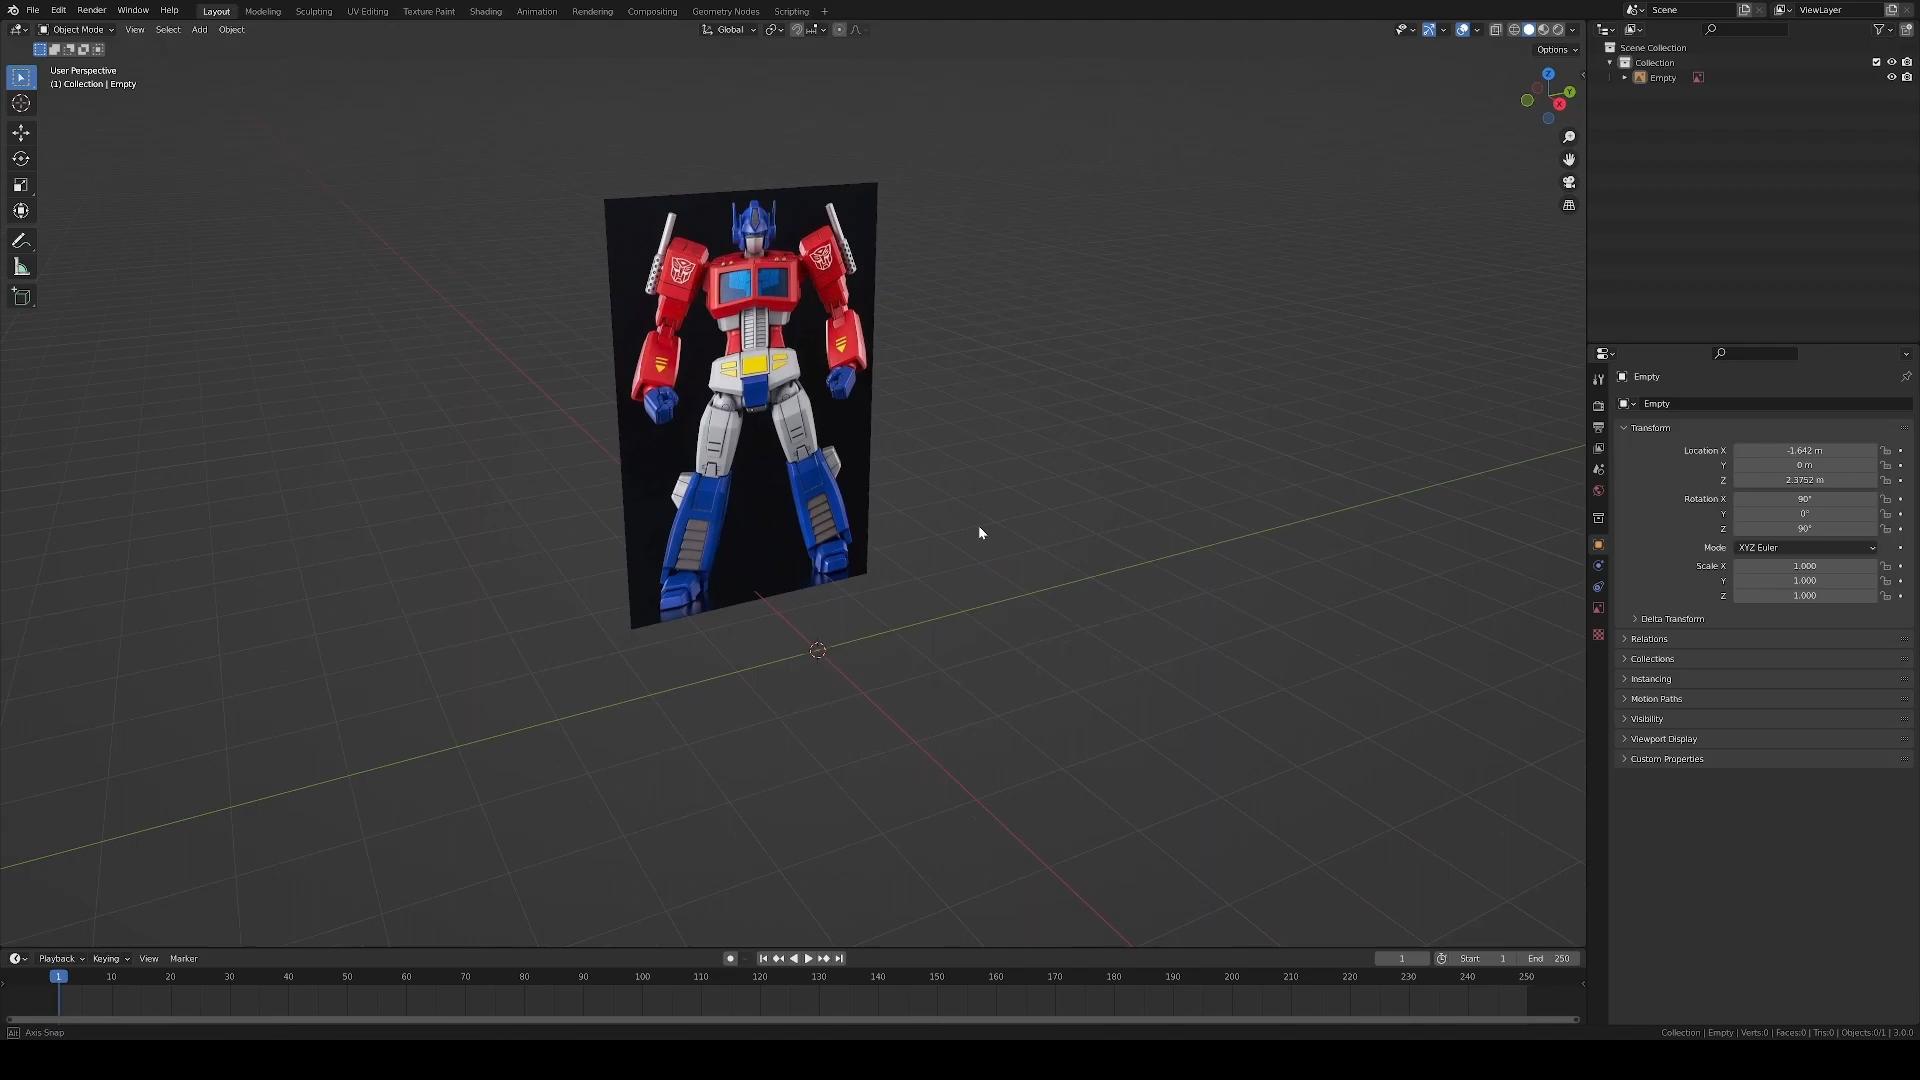 File Edit Render Window Help Layout Modeling Sculpting UV Editing Texture Paint Shading Animation Rendering Compositing Geometry Nodes Scripting + Scene ViewLayer
Object Mode View Select Add Object Global
Options
User Perspective
(1) Collection | Empty
Z
Y
X
Scene Collection
Collection
Empty
Empty
Empty
Transform
Location X -1.642 m
Y 0 m
Z 2.3752 m
Rotation X 90°
Y 0°
Z 90°
Mode XYZ Euler
Scale X 1.000
Y 1.000
Z 1.000
Delta Transform
Relations
Collections
Instancing
Motion Paths
Visibility
Viewport Display
Custom Properties
Playback Keying View Marker 1 Start 1 End 250
1 10 20 30 40 50 60 70 80 90 100 110 120 130 140 150 160 170 180 190 200 210 220 230 240 250
Alt Axis Snap
Collection | Empty | Verts:0 | Faces:0 | Tris:0 | Objects:0/1 | 3.0.0